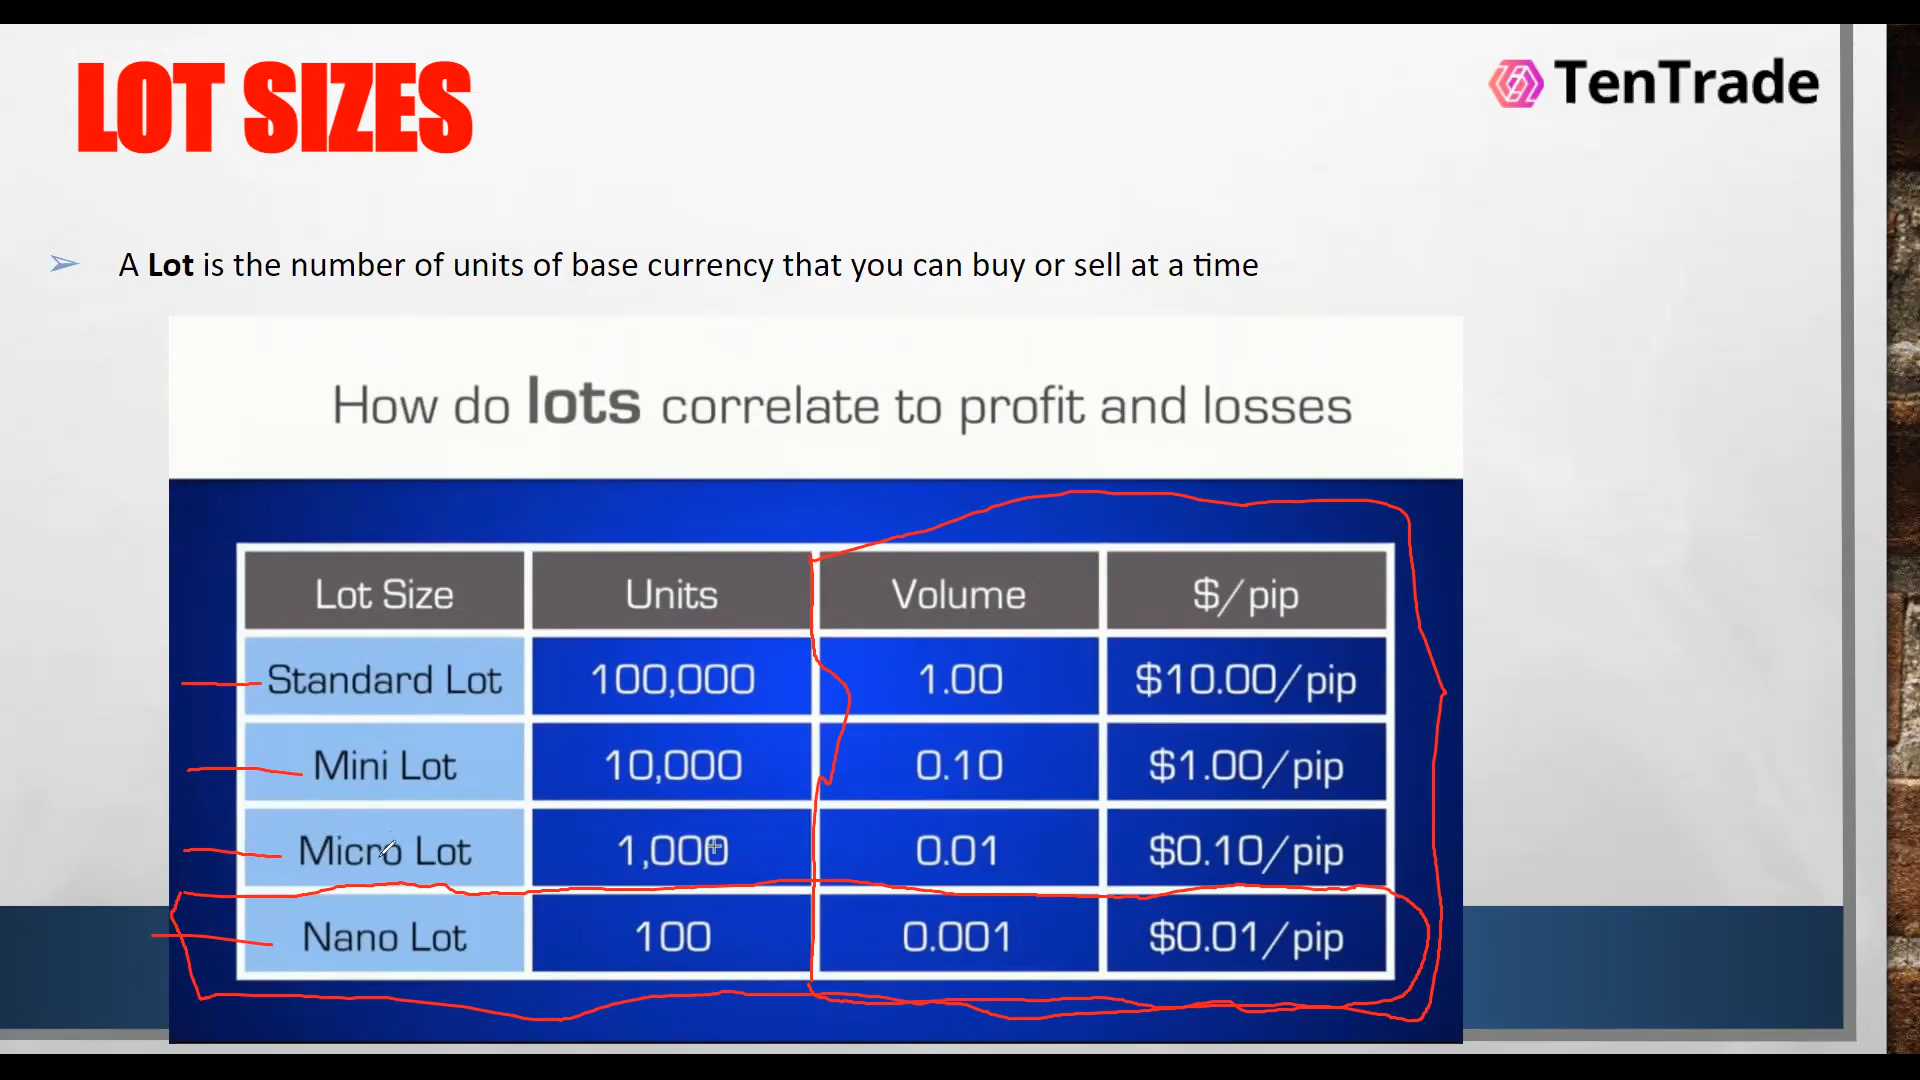 LOT SIZES
TenTrade
A Lot is the number of units of base currency that you can buy or sell at a time
How do lots correlate to profit and losses
Lot Size Units Volume $/pip
Standard Lot 100,000 1.00 $10.00/pip
Mini Lot 10,000 0.10 $1.00/pip
Micro Lot 1,000 0.01 $0.10/pip
Nano Lot 100 0.001 $0.01/pip